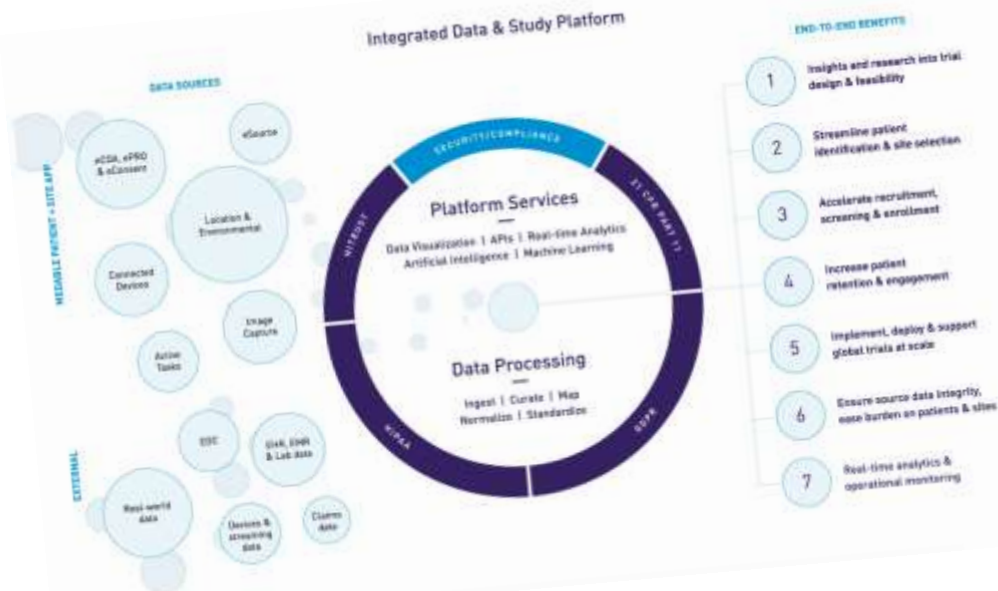 Integrated Data & Study Platform
DATA SOURCES
MEDABLE PATIENT + SITE APP
eCOA, ePRO
& eConsent
eSource
Location &
Environmental
Connected
Devices
Image
Capture
Active
Tasks
EXTERNAL
EDC
EHR, EMR
& Lab data
Real-world
data
Devices &
streaming
data
Claims
data
SECURITY/COMPLIANCE
HITRUST
21 CFR PART 11
HIPAA
GDPR
Platform Services
Data Visualization | APIs | Real-time Analytics
Artificial Intelligence | Machine Learning
Data Processing
Ingest | Curate | Map
Normalize | Standardize
END-TO-END BENEFITS
1
Insights and research into trial
design & feasibility
2
Streamline patient
identification & site selection
3
Accelerate recruitment,
screening & enrollment
4
Increase patient
retention & engagement
5
Implement, deploy & support
global trials at scale
6
Ensure source data integrity,
ease burden on patients & sites
7
Real-time analytics &
operational monitoring